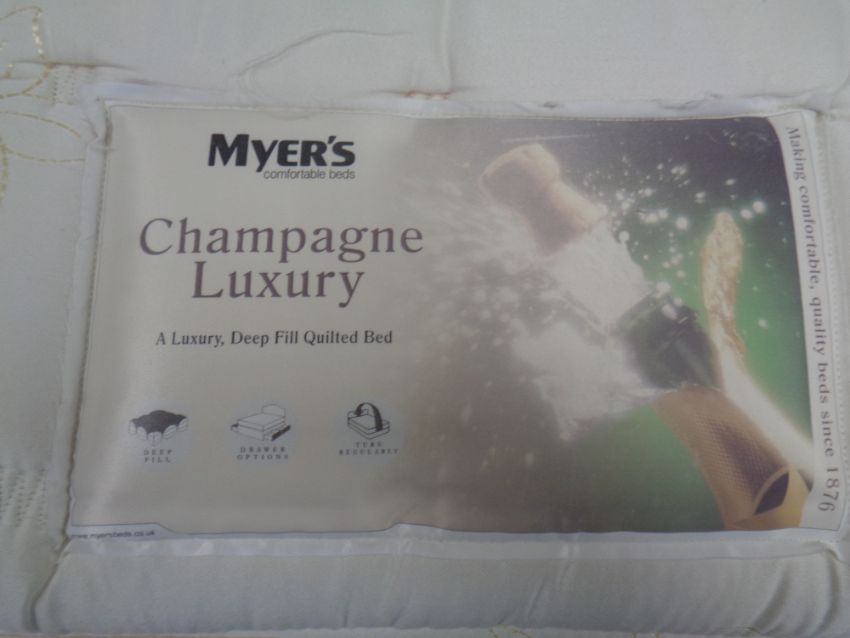 MYER'S
comfortable beds
Champagne
Luxury
A Luxury, Deep Fill Quilted Bed
DEEP
FILL
DRAWER
OPTIONS
TURN
REGULARLY
Making comfortable, quality beds since 1876
www.myersbeds.co.uk